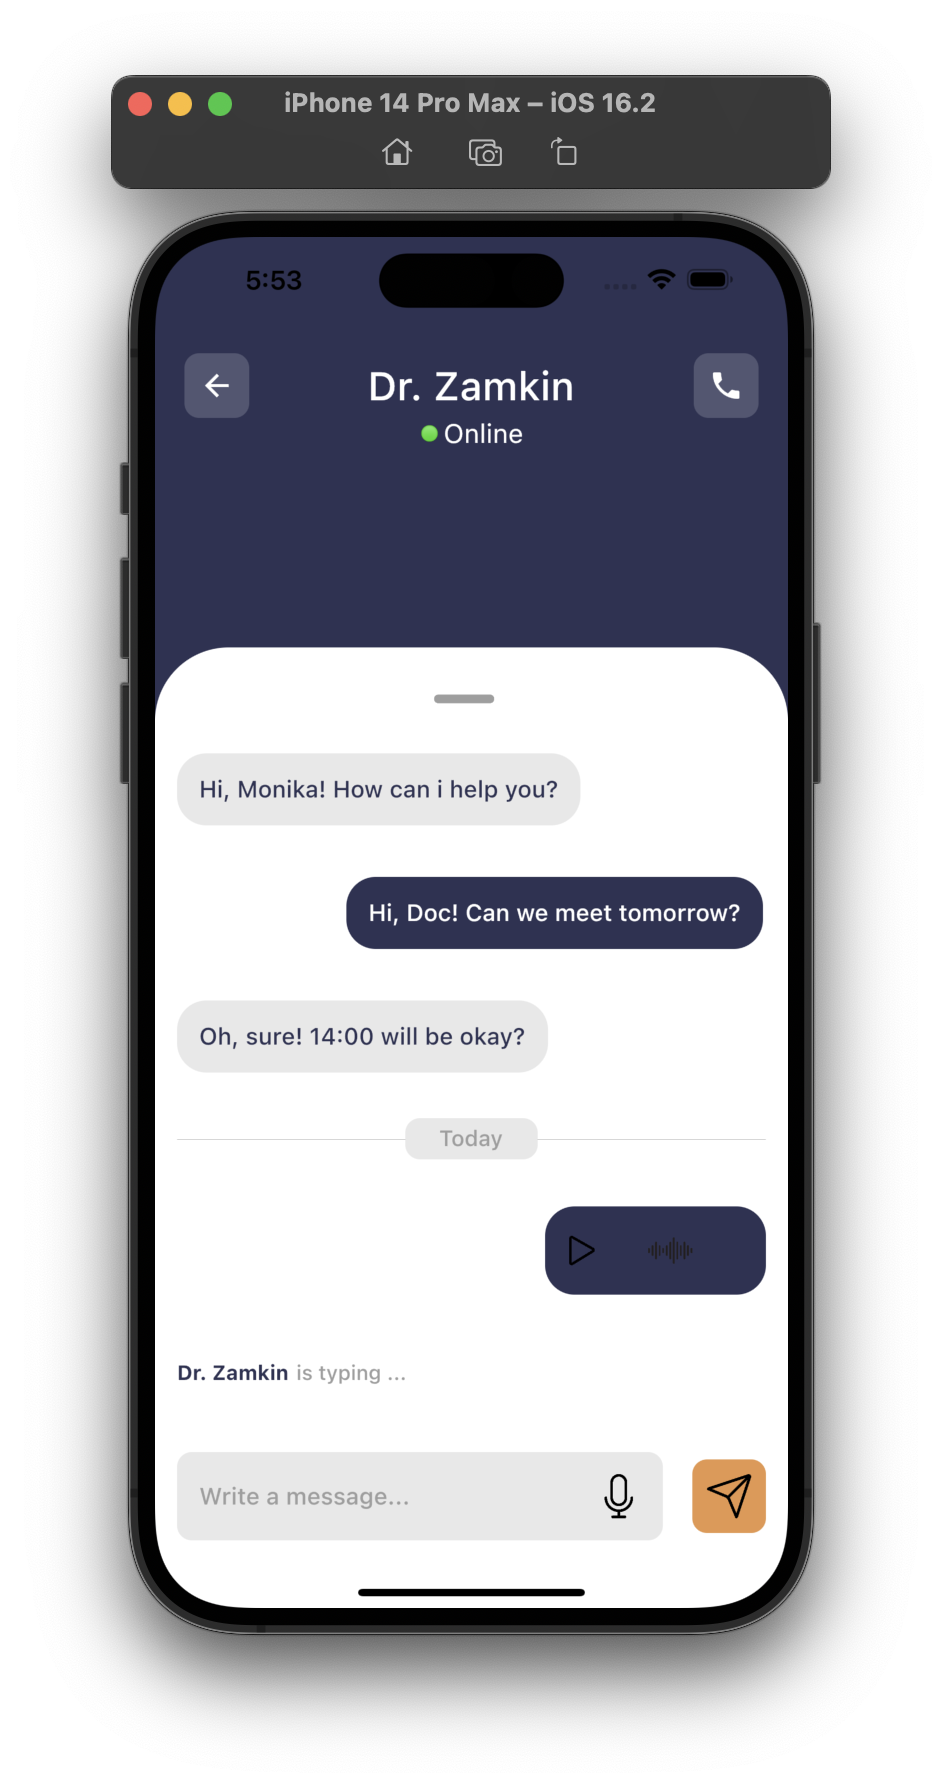 iPhone 14 Pro Max – iOS 16.2
5:53
Dr. Zamkin
Online
Hi, Monika! How can i help you?
Hi, Doc! Can we meet tomorrow?
Oh, sure! 14:00 will be okay?
Today
Dr. Zamkin is typing ...
Write a message...